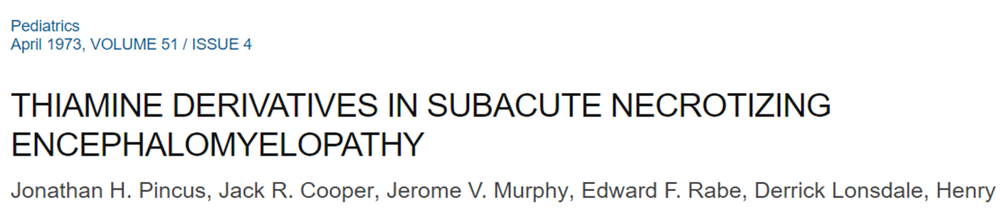 Pediatrics
April 1973, VOLUME 51 / ISSUE 4
THIAMINE DERIVATIVES IN SUBACUTE NECROTIZING
ENCEPHALOMYELOPATHY
Jonathan H. Pincus, Jack R. Cooper, Jerome V. Murphy, Edward F. Rabe, Derrick Lonsdale, Henry